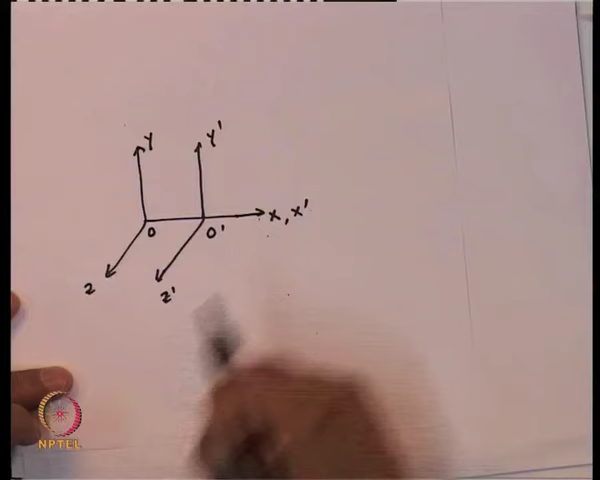 Y Y'
X, X'
O O'
Z Z'
NPTEL